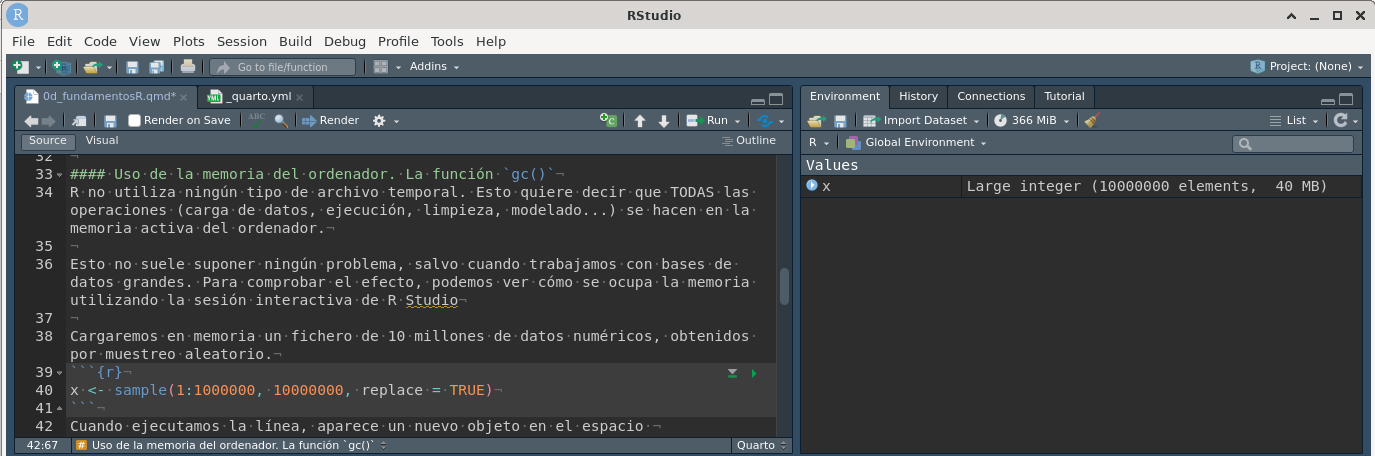 RStudio
File Edit Code View Plots Session Build Debug Profile Tools Help
Go to file/function Addins Project: (None)
0d_fundamentosR.qmd* _quarto.yml
Render on Save ABC Render Run
Source Visual Outline
32
33 #### Uso de la memoria del ordenador. La función `gc()`
34 R no utiliza ningún tipo de archivo temporal. Esto quiere decir que TODAS las
operaciones (carga de datos, ejecución, limpieza, modelado...) se hacen en la
memoria activa del ordenador.
35
36 Esto no suele suponer ningún problema, salvo cuando trabajamos con bases de
datos grandes. Para comprobar el efecto, podemos ver cómo se ocupa la memoria
utilizando la sesión interactiva de R Studio
37
38 Cargaremos en memoria un fichero de 10 millones de datos numéricos, obtenidos
por muestreo aleatorio.
39 ```{r}
40 x <- sample(1:1000000, 10000000, replace = TRUE)
41 ```
42 Cuando ejecutamos la línea, aparece un nuevo objeto en el espacio
42:67 # Uso de la memoria del ordenador. La función `gc()` Quarto
Environment History Connections Tutorial
Import Dataset 366 MiB List
R Global Environment
Values
x Large integer (10000000 elements, 40 MB)